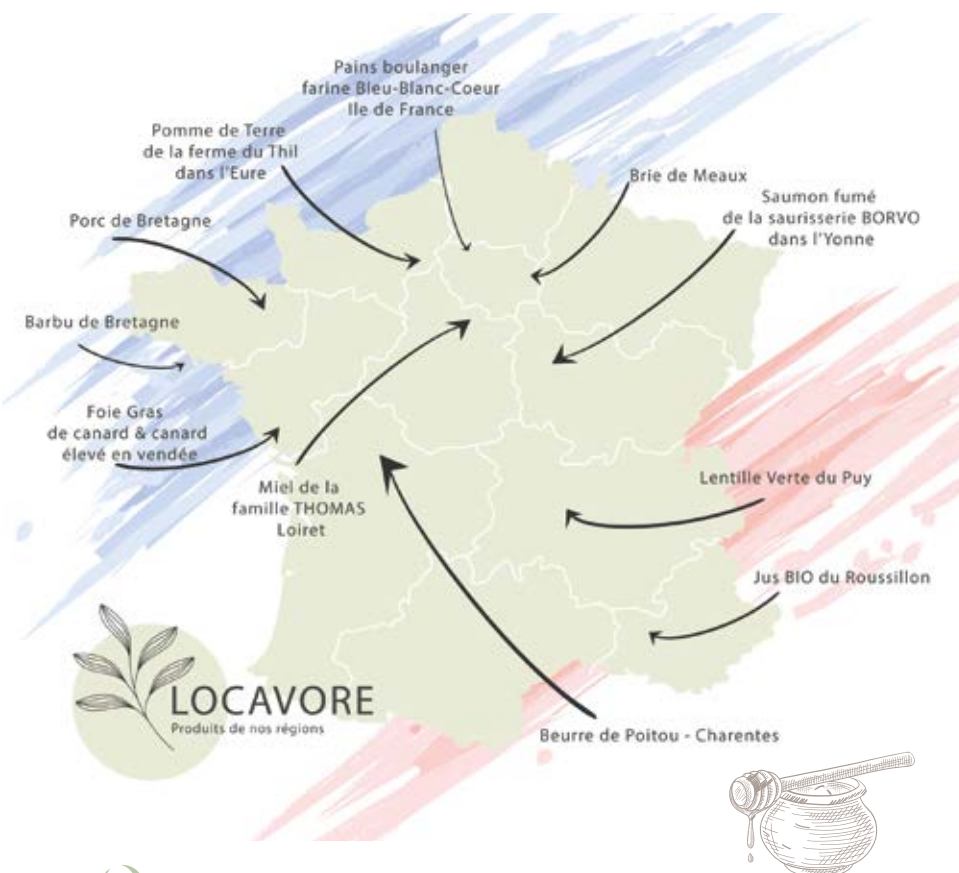 Pains boulanger
farine Bleu-Blanc-Coeur
Ile de France
Pomme de Terre
de la ferme du Thil
dans l'Eure
Brie de Meaux
Saumon fumé
de la saurisserie BORVO
dans l'Yonne
Porc de Bretagne
Barbu de Bretagne
Foie Gras
de canard & canard
élevé en vendée
Miel de la
famille THOMAS
Loiret
Lentille Verte du Puy
Jus BIO du Roussillon
LOCAVORE
Produits de nos régions
Beurre de Poitou - Charentes